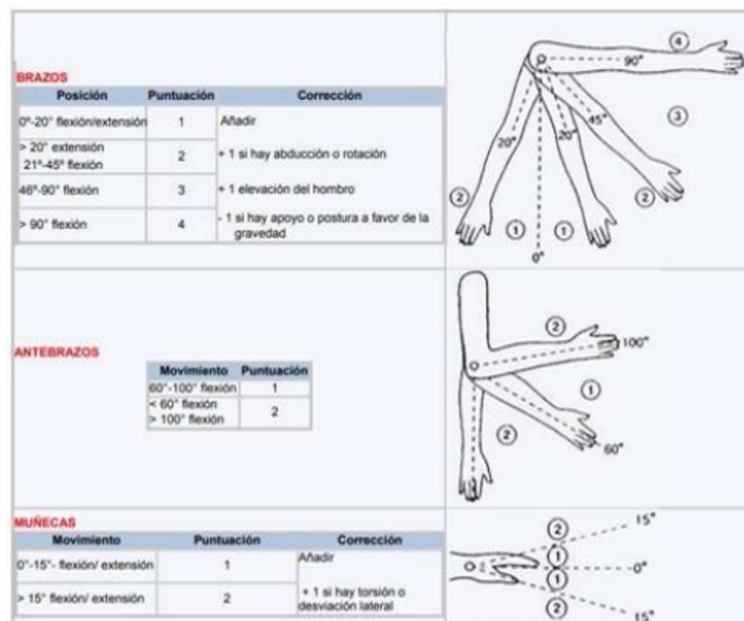 BRAZOS
Posición Puntuación Corrección
0º-20° flexión/extensión 1 Añadir
> 20° extensión
21º-45º flexión 2 + 1 si hay abducción o rotación
46º-90° flexión 3 + 1 elevación del hombro
> 90° flexión 4 - 1 si hay apoyo o postura a favor de la
gravedad
4
90°
3
45°
20° 20°
2 2
1 1
0°
ANTEBRAZOS
Movimiento Puntuación
60°-100° flexión 1
< 60° flexión
> 100° flexión 2
2
100°
1
2
60°
MUÑECAS
Movimiento Puntuación Corrección
0°-15°- flexión/ extensión 1 Añadir
> 15° flexión/ extensión 2 + 1 si hay torsión o
desviación lateral
2 15°
1
0°
1
2
15°